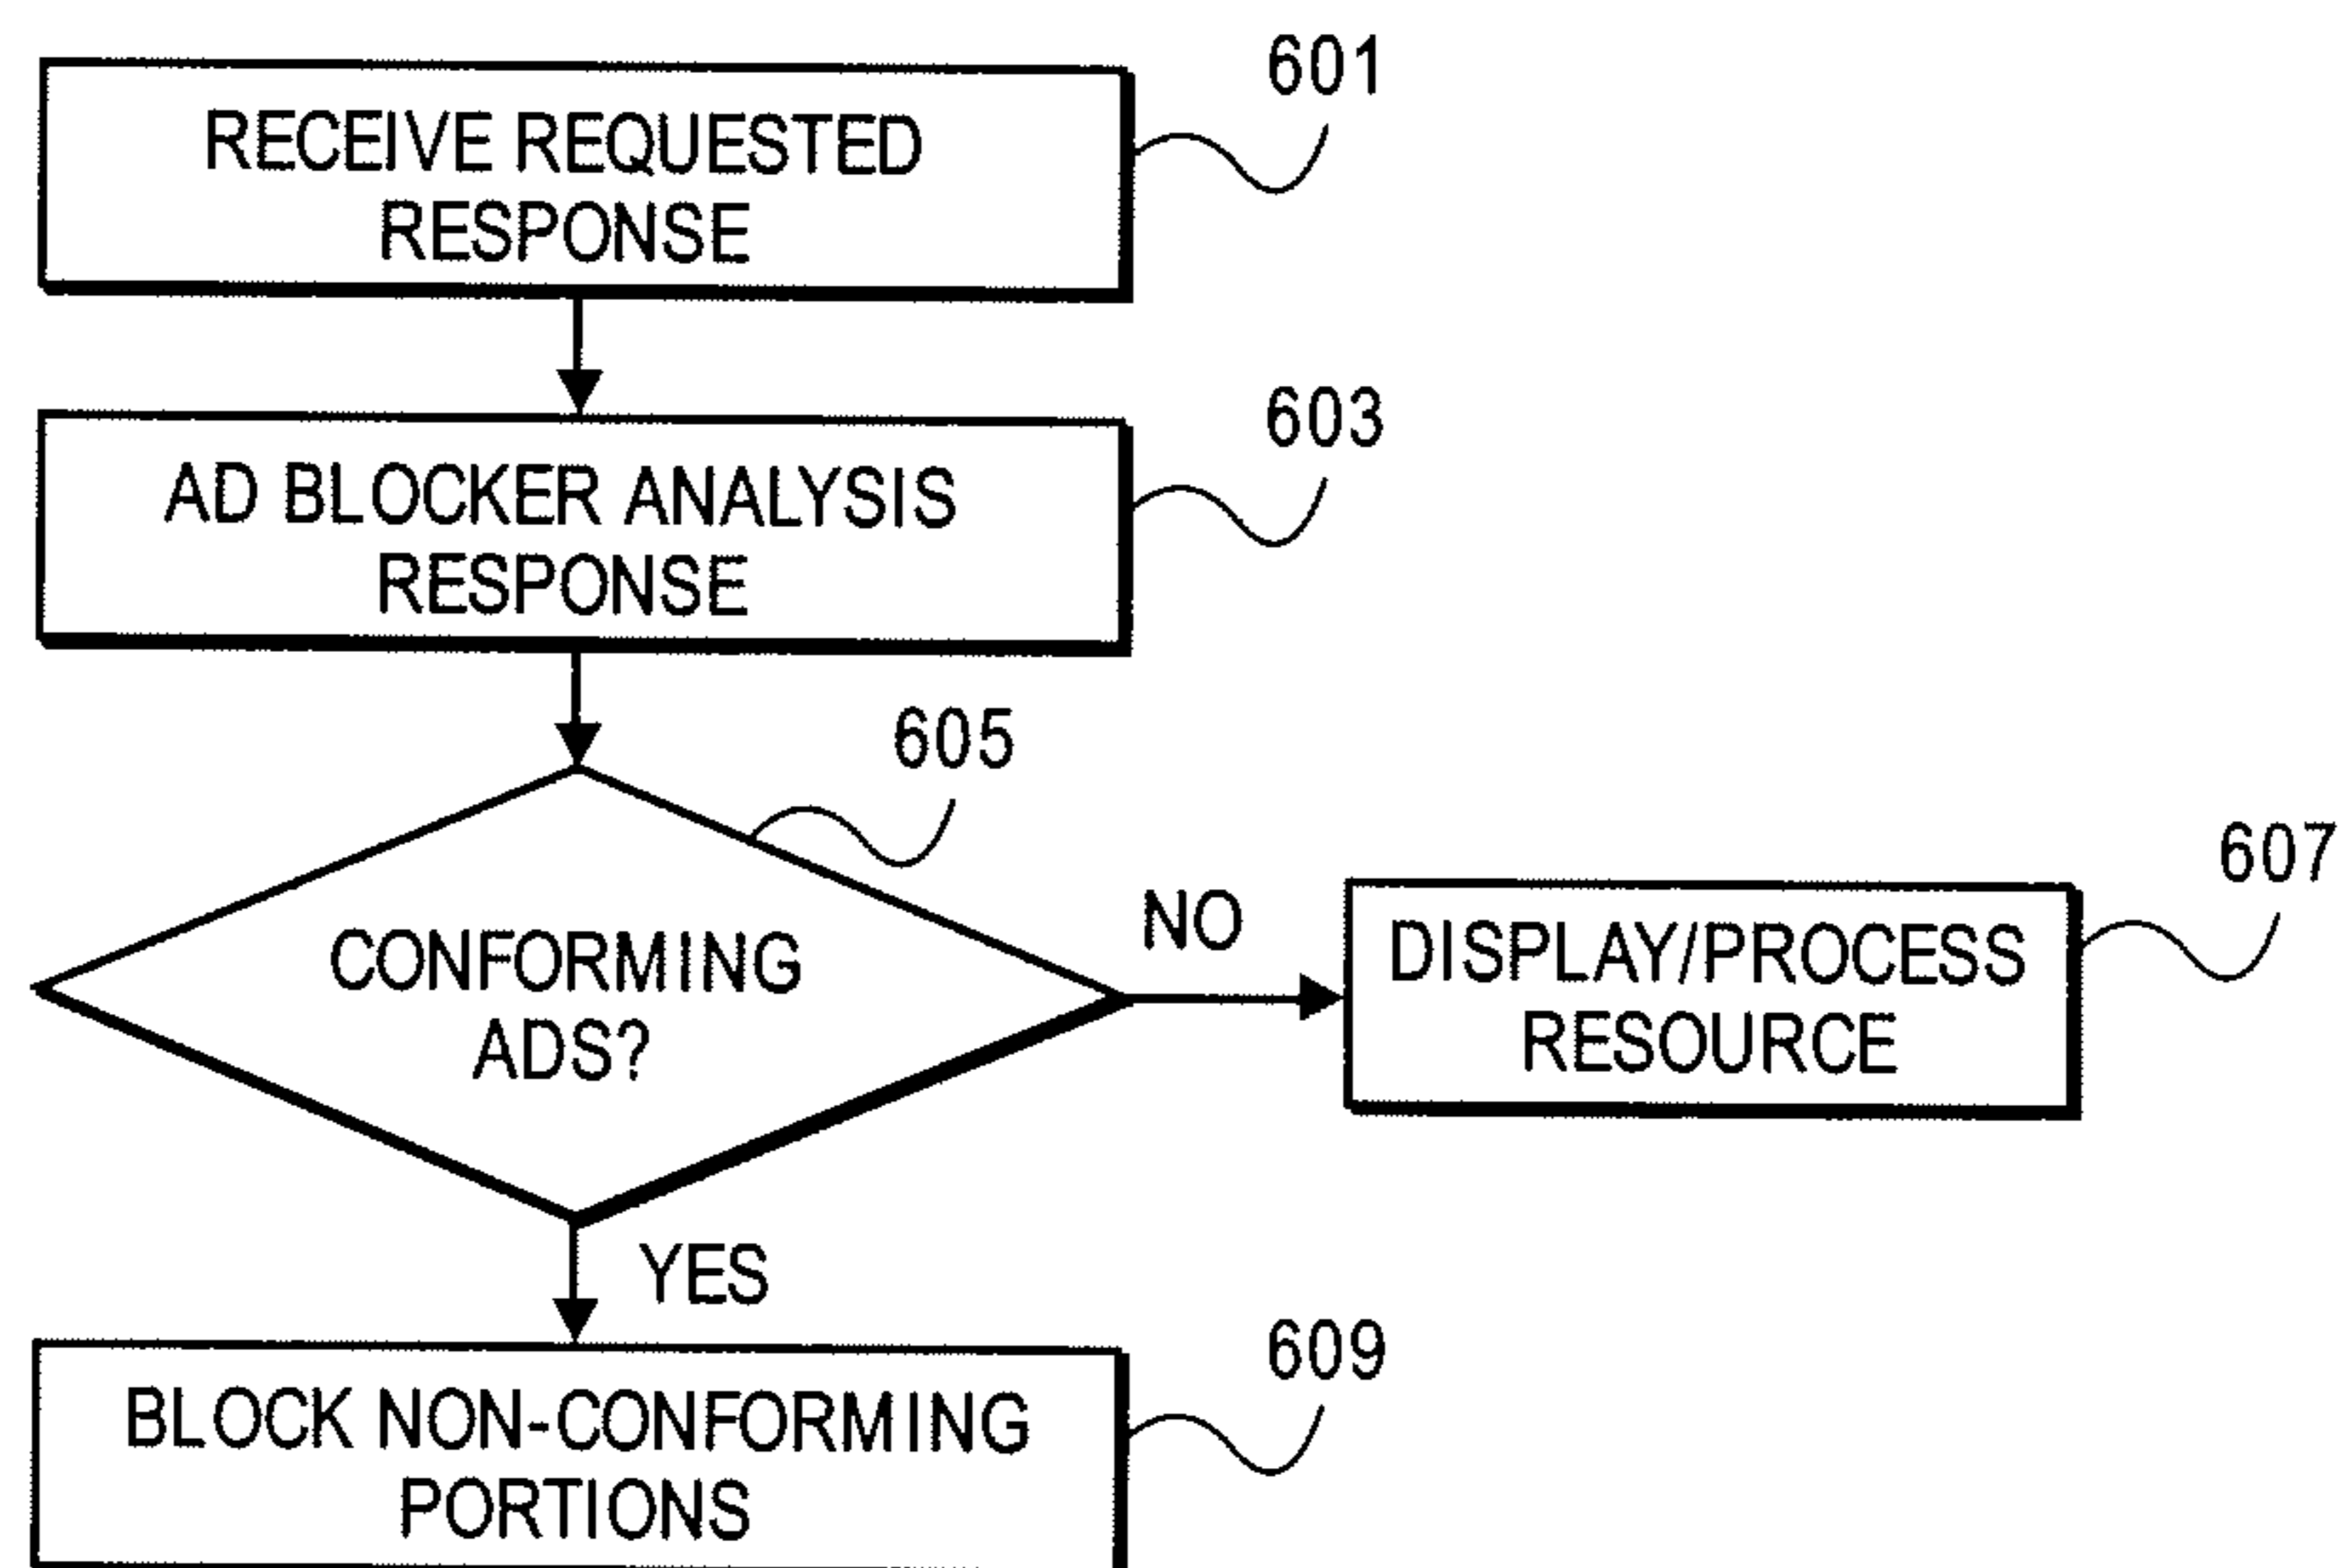 601
RECEIVE REQUESTED
RESPONSE
603
AD BLOCKER ANALYSIS
RESPONSE
605
CONFORMING
ADS?
NO
607
DISPLAY/PROCESS
RESOURCE
YES
609
BLOCK NON-CONFORMING
PORTIONS